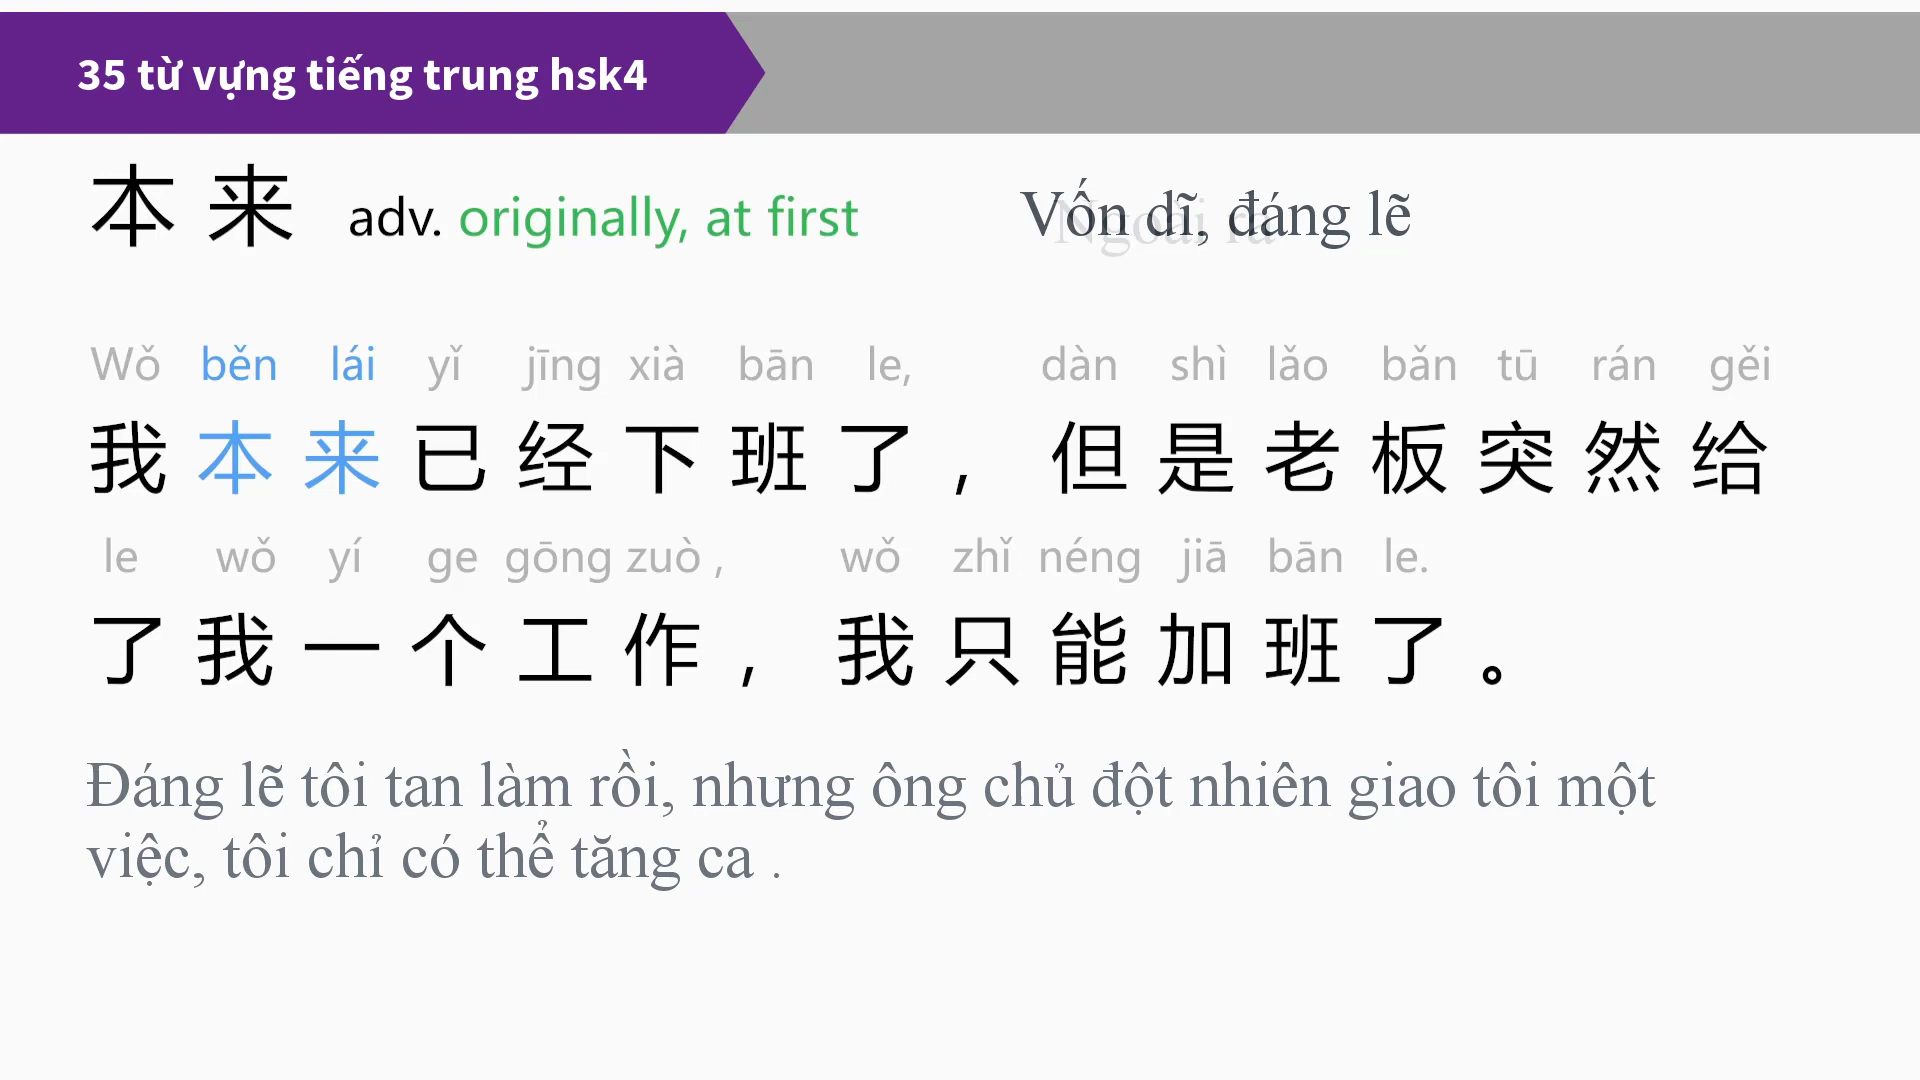 35 từ vựng tiếng trung hsk4
本来 adv. originally, at first Vốn dĩ, đáng lẽ
Ngoài ra
Wǒ běn lái yǐ jīng xià bān le, dàn shì lǎo bǎn tū rán gěi
我本来已经下班了，但是老板突然给
le wǒ yí ge gōng zuò , wǒ zhǐ néng jiā bān le.
了我一个工作，我只能加班了。
Đáng lẽ tôi tan làm rồi, nhưng ông chủ đột nhiên giao tôi một
việc, tôi chỉ có thể tăng ca .